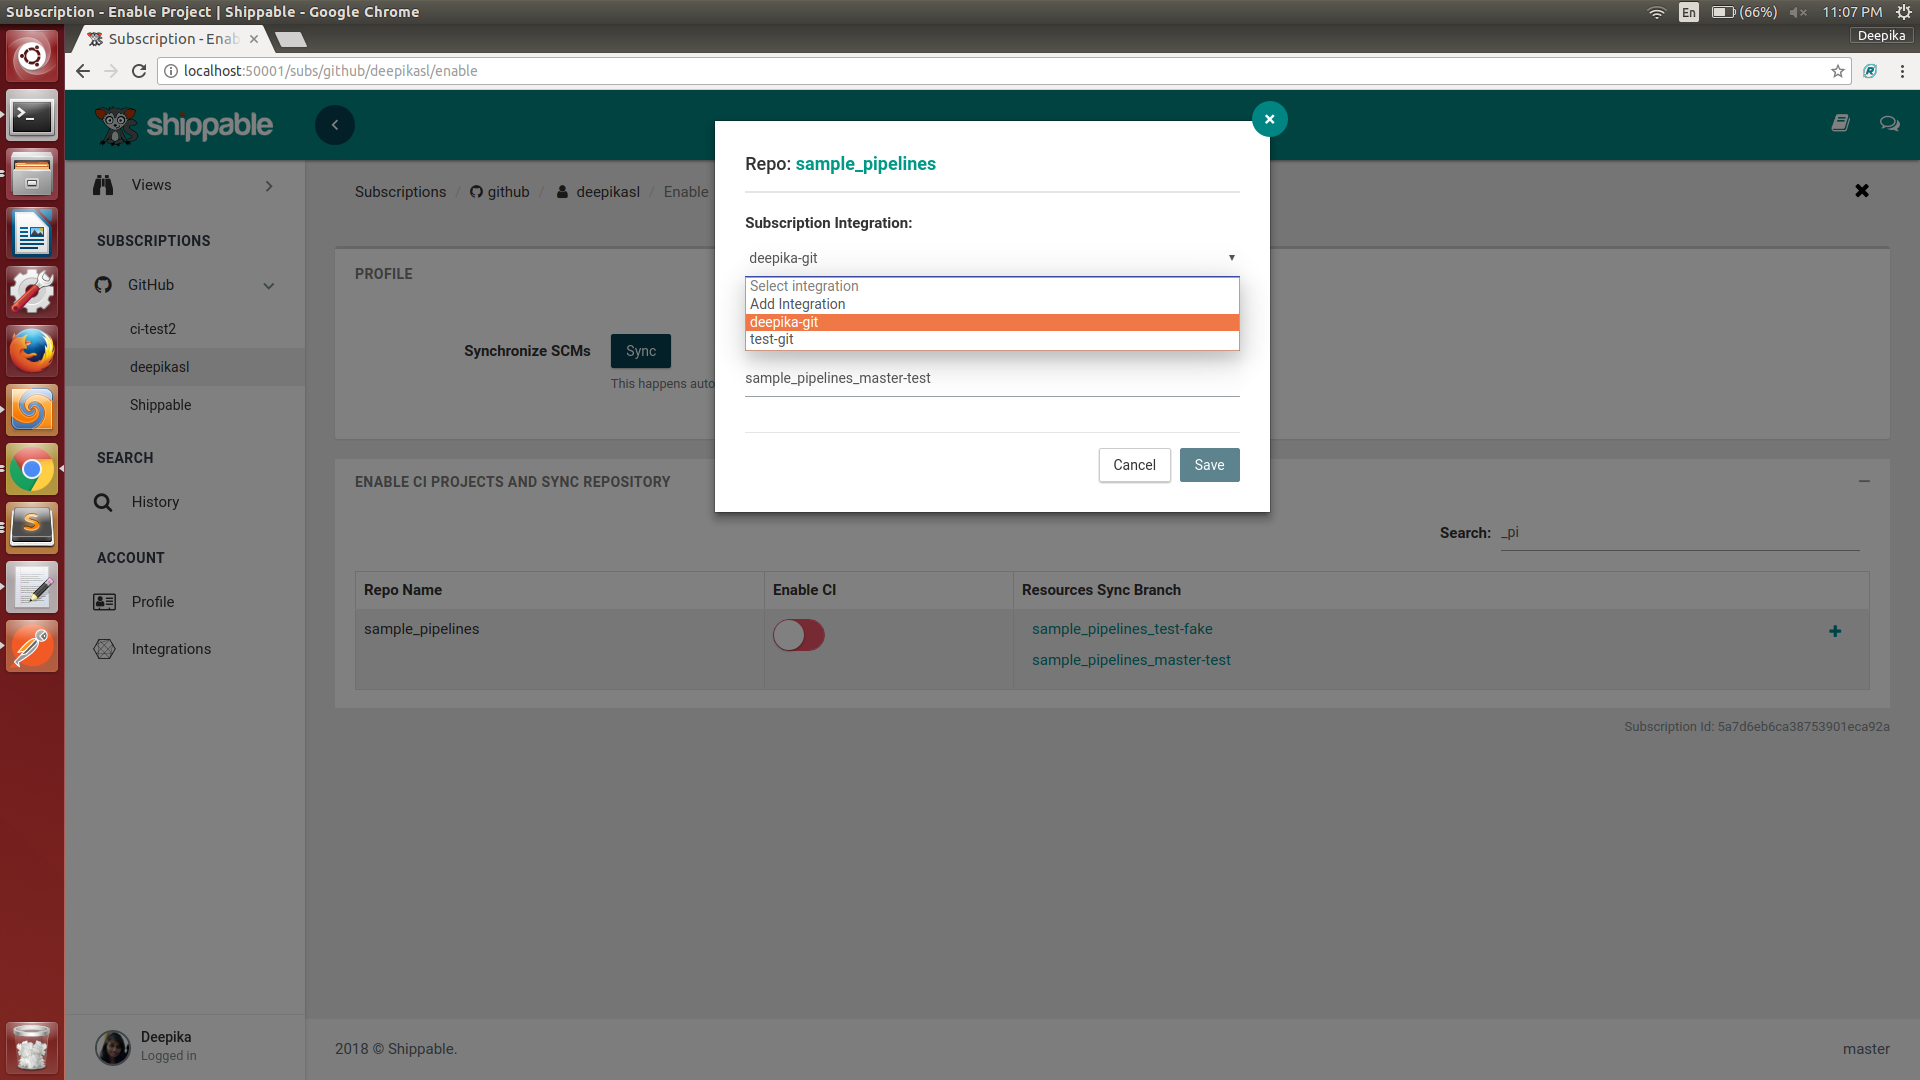 Subscription - Enable Project | Shippable - Google Chrome
En
(66%)
11:07 PM
Subscription - Enab
Deepika
localhost:50001/subs/github/deepikasl/enable
shippable
Views
SUBSCRIPTIONS
GitHub
ci-test2
deepikasl
Shippable
SEARCH
History
ACCOUNT
Profile
Integrations
Deepika
Logged in
Subscriptions / github / deepikasl / Enable
PROFILE
Synchronize SCMs
Sync
This happens auto
Repo: sample_pipelines
Subscription Integration:
deepika-git
Select integration
Add Integration
deepika-git
test-git
sample_pipelines_master-test
Cancel
Save
ENABLE CI PROJECTS AND SYNC REPOSITORY
Search: _pi
Repo Name
Enable CI
Resources Sync Branch
sample_pipelines
sample_pipelines_test-fake
sample_pipelines_master-test
Subscription Id: 5a7d6eb6ca38753901eca92a
2018 © Shippable.
master